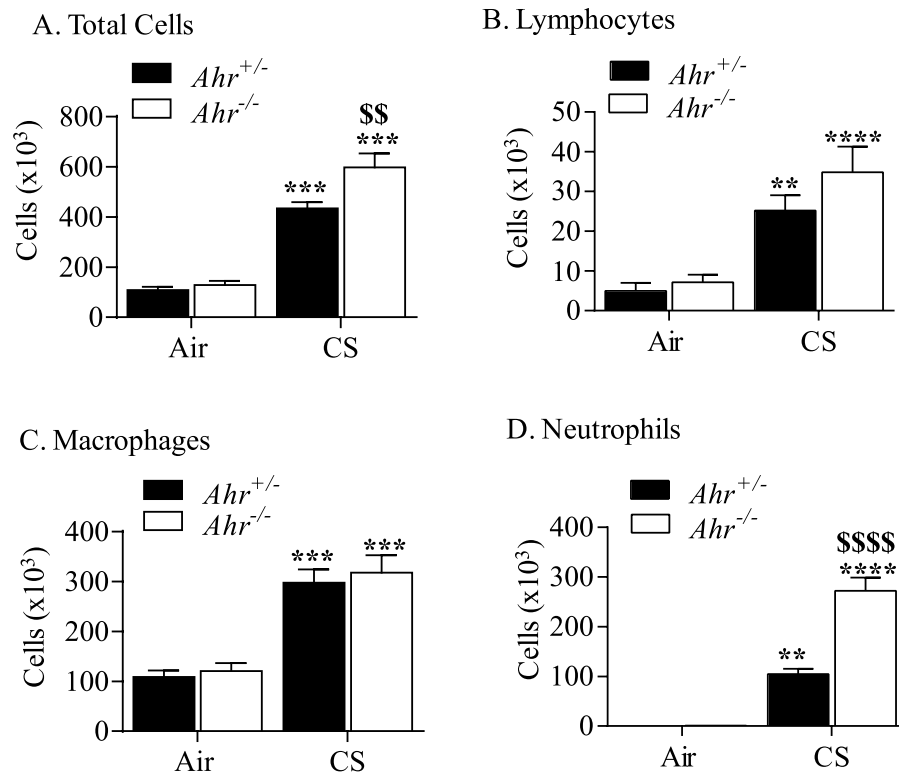 A. Total Cells
Ahr+/-
Ahr-/-
Cells (x10³)
800
600
400
200
0
***
$$
***
Air
CS
B. Lymphocytes
Ahr+/-
Ahr-/-
Cells (x10³)
50
40
30
20
10
0
**
****
Air
CS
C. Macrophages
Ahr+/-
Ahr-/-
Cells (x10³)
400
300
200
100
0
***
***
Air
CS
D. Neutrophils
Ahr+/-
Ahr-/-
Cells (x10³)
400
300
200
100
0
**
$$$$
****
Air
CS